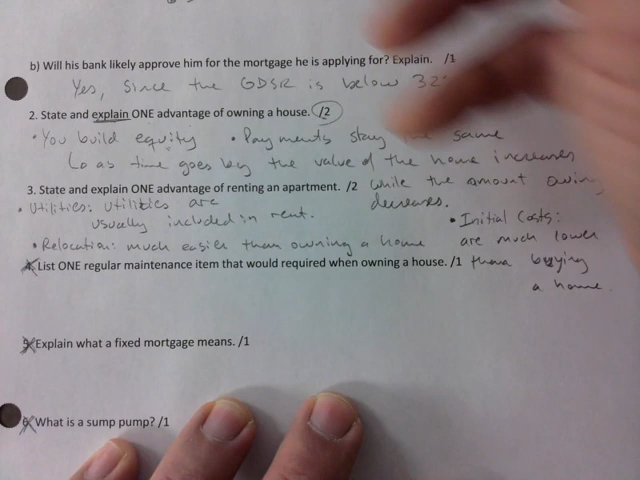 b) Will his bank likely approve him for the mortgage he is applying for? Explain. /1
Yes, Since the GDSR is below 32
2. State and explain ONE advantage of owning a house. /2
• You build equity • Payments stay the same
as time goes by the value of the home increases
while the amount owing
decreases.
3. State and explain ONE advantage of renting an apartment. /2
• Utilities: Utilities are
usually included in rent.
• Relocation: much easier than owning a home
• Initial Costs:
are much lower
than buying
a home.
4. List ONE regular maintenance item that would required when owning a house. /1
5. Explain what a fixed mortgage means. /1
6. What is a sump pump? /1